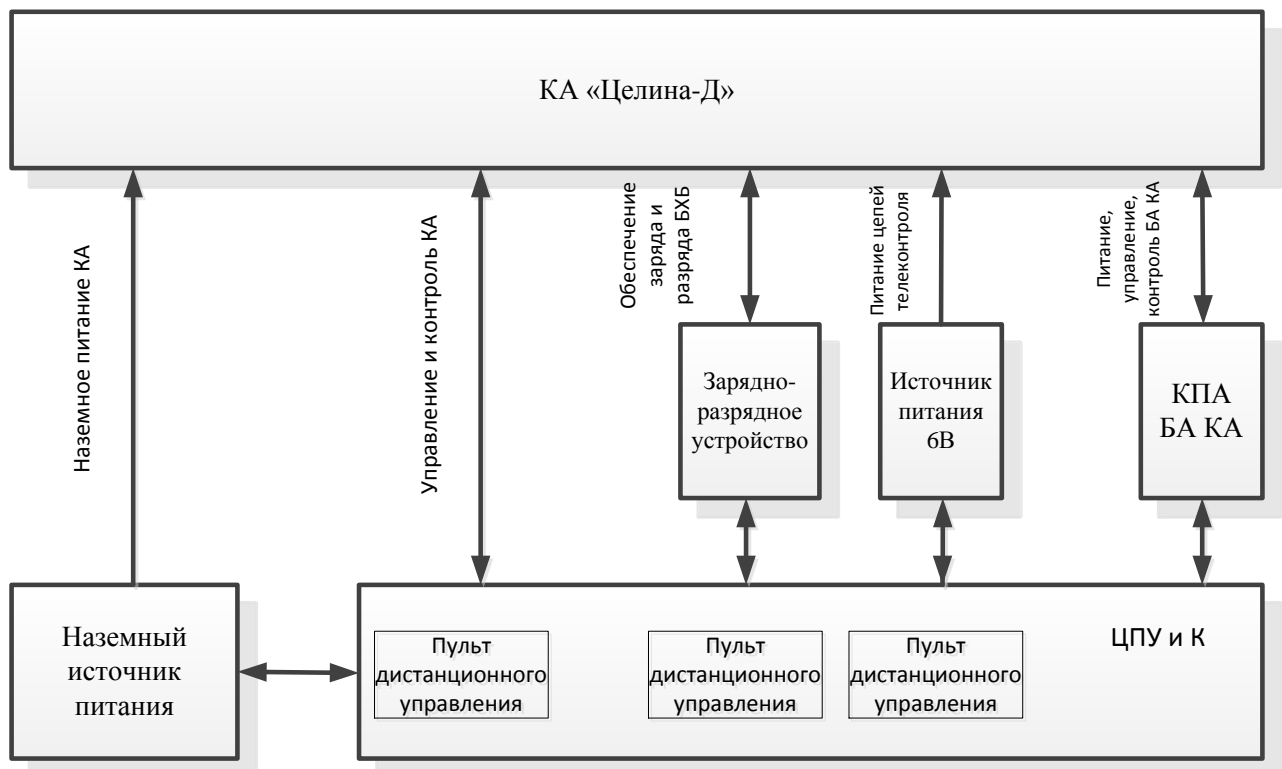 КА «Целина-Д»
Наземное питание КА
Управление и контроль КА
Обеспечение
заряда и
разряда БХБ
Питание цепей
телеконтроля
Питание,
управление,
контроль БА КА
Зарядно-
разрядное
устройство
Источник
питания
6В
КПА
БА КА
Наземный
источник
питания
Пульт
дистанционного
управления
Пульт
дистанционного
управления
Пульт
дистанционного
управления
ЦПУ и К